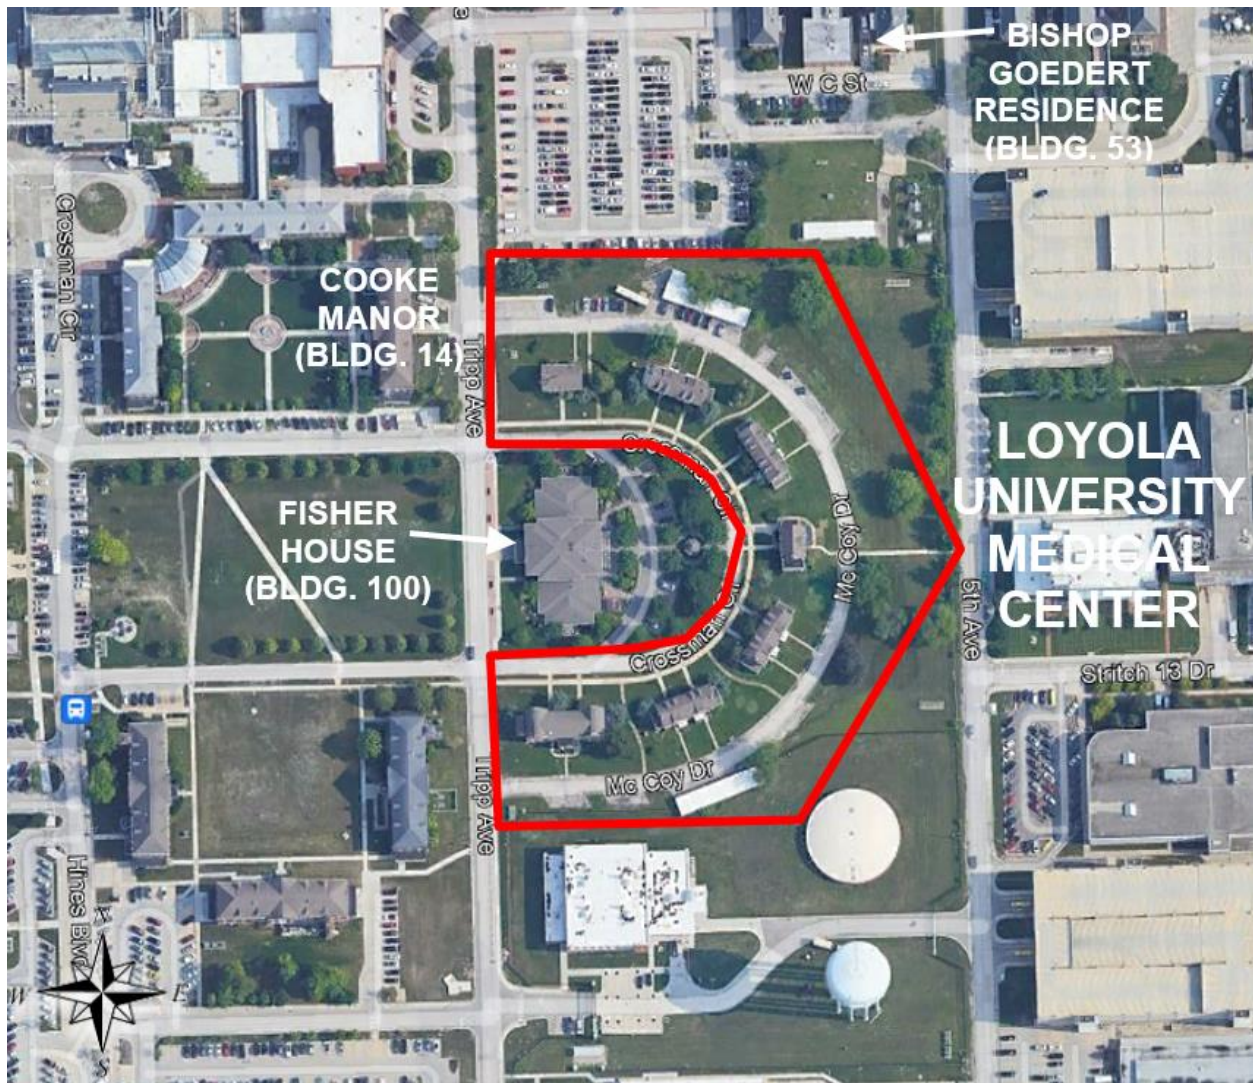 BISHOP
GOEDERT
RESIDENCE
(BLDG. 53)
W C St
Crossman Cir
COOKE
MANOR
(BLDG. 14)
Tripp Ave
Crossman Cir
LOYOLA
UNIVERSITY
MEDICAL
CENTER
FISHER
HOUSE
(BLDG. 100)
Mc Coy Dr
5th Ave
Crossman Cir
Stritch 13 Dr
Mc Coy Dr
Tripp Ave
Hines Blvd
N
W
E
S